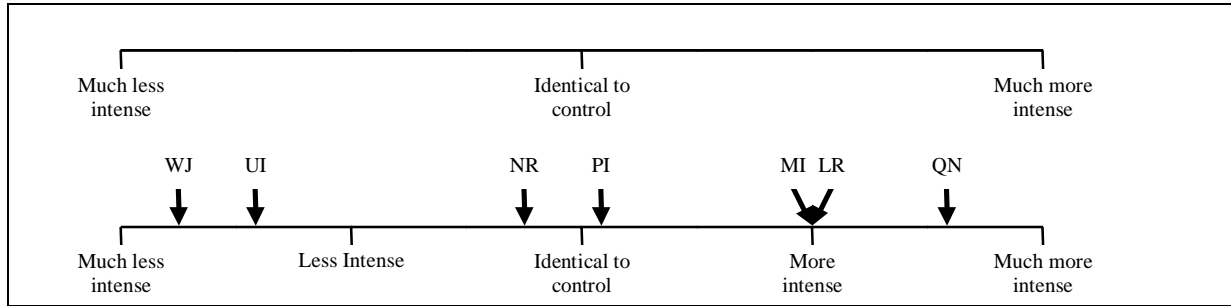 Much less Identical to Much more
intense control intense
WJ UI NR PI MI LR QN
Much less Less Intense Identical to More Much more
intense control intense intense